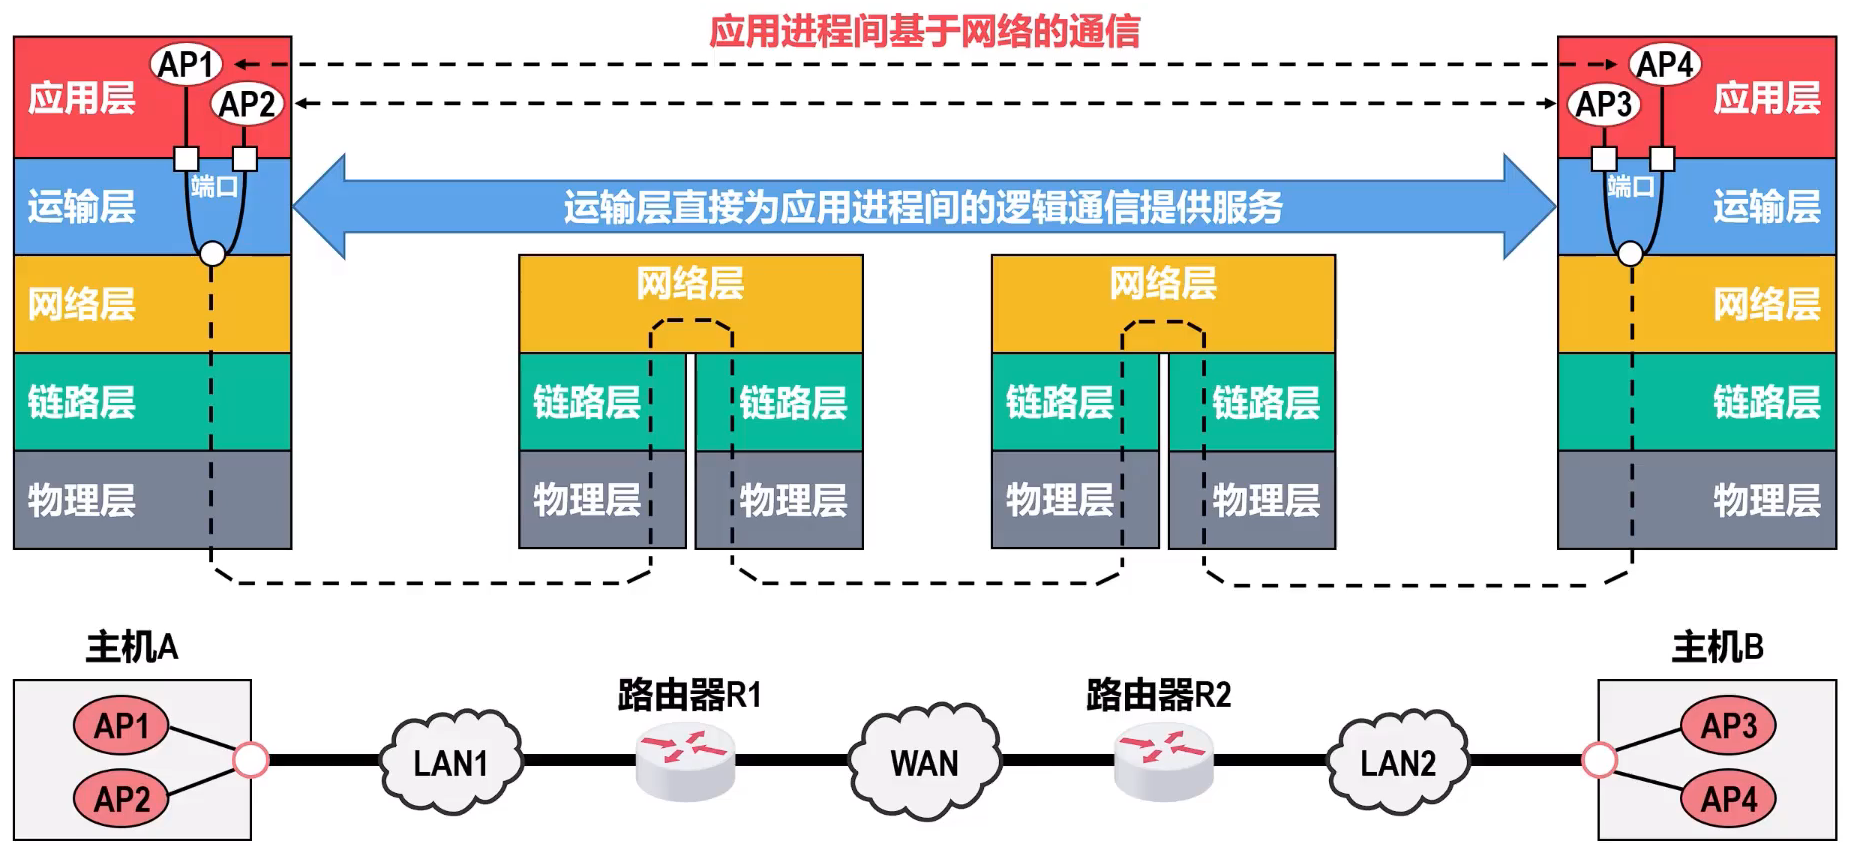 应用进程间基于网络的通信
AP1
AP4
AP2
AP3
应用层
应用层
端口
端口
运输层
运输层直接为应用进程间的逻辑通信提供服务
运输层
网络层
网络层
网络层
网络层
链路层
链路层
链路层
链路层
链路层
链路层
物理层
物理层
物理层
物理层
物理层
物理层
主机A
主机B
路由器R1
路由器R2
AP1
AP3
LAN1
WAN
LAN2
AP2
AP4